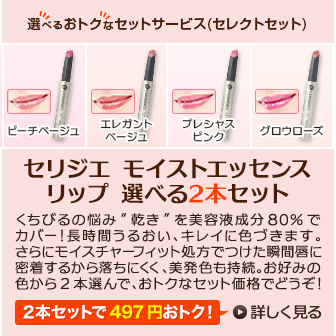 選べるおトクなセットサービス(セレクトセット)
ピーチベージュ
エレガント
ベージュ
プレシャス
ピンク
グロウローズ
セリジエ モイストエッセンス
リップ 選べる2本セット
くちびるの悩み“乾き”を美容液成分80%で
カバー!長時間うるおい、キレイに色づきます。
さらにモイスチャーフィット処方でつけた瞬間唇に
密着するから落ちにくく、美発色も持続。お好みの
色から2本選んで、おトクなセット価格でどうぞ!
2本セットで497円おトク!
詳しく見る